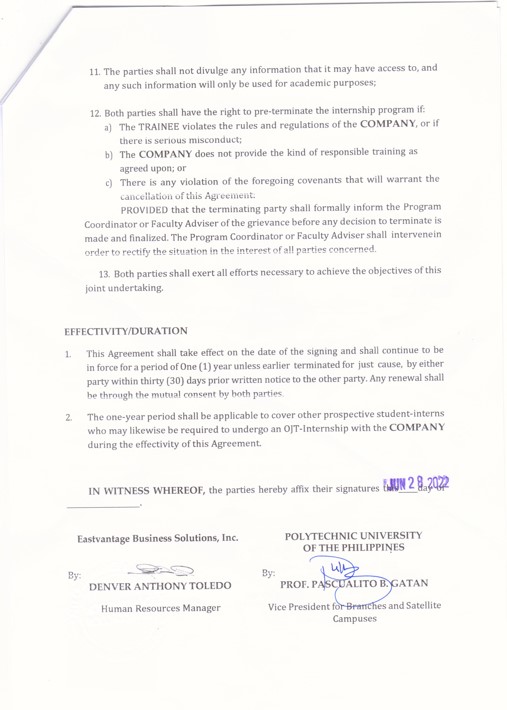 11. The parties shall not divulge any information that it may have access to, and
any such information will only be used for academic purposes;
12. Both parties shall have the right to pre-terminate the internship program if:
a) The TRAINEE violates the rules and regulations of the COMPANY, or if
there is serious misconduct;
b) The COMPANY does not provide the kind of responsible training as
agreed upon; or
c) There is any violation of the foregoing covenants that will warrant the
cancellation of this Agreement.
PROVIDED that the terminating party shall formally inform the Program
Coordinator or Faculty Adviser of the grievance before any decision to terminate is
made and finalized. The Program Coordinator or Faculty Adviser shall intervenein
order to rectify the situation in the interest of all parties concerned.
13. Both parties shall exert all efforts necessary to achieve the objectives of this
joint undertaking.
EFFECTIVITY/DURATION
1. This Agreement shall take effect on the date of the signing and shall continue to be
in force for a period of One (1) year unless earlier terminated for just cause, by either
party within thirty (30) days prior written notice to the other party. Any renewal shall
be through the mutual consent by both parties.
2. The one-year period shall be applicable to cover other prospective student-interns
who may likewise be required to undergo an OJT-Internship with the COMPANY
during the effectivity of this Agreement.
IN WITNESS WHEREOF, the parties hereby affix their signatures JUN 28 2022 day
Eastvantage Business Solutions, Inc.
By:
DENVER ANTHONY TOLEDO
Human Resources Manager
POLYTECHNIC UNIVERSITY
OF THE PHILIPPINES
By:
PROF. PASCUALITO B. GATAN
Vice President for Branches and Satellite
Campuses